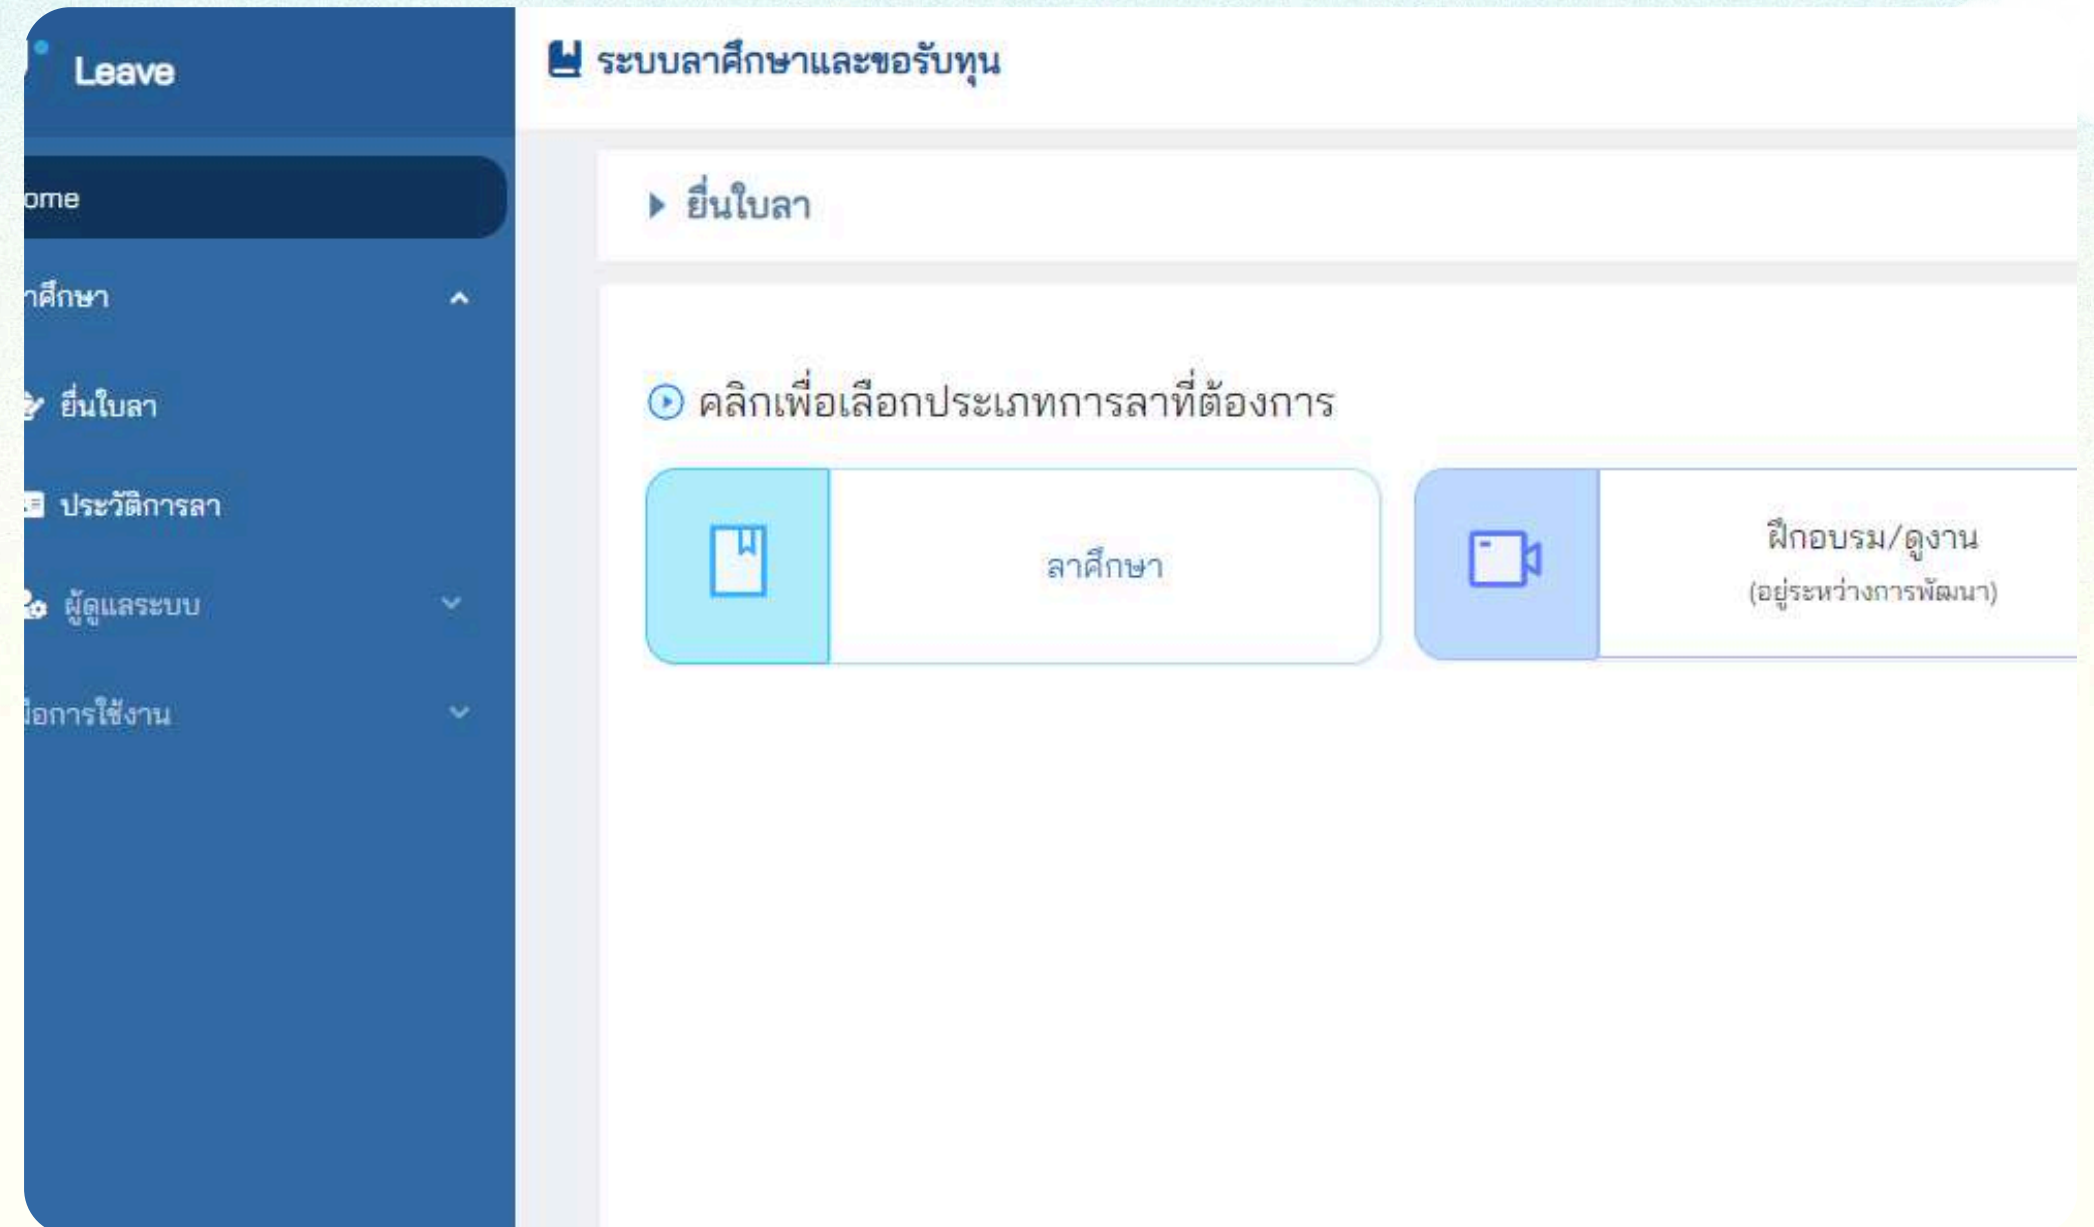 Leave
ระบบลาศึกษาและขอรับทุน
ome
ยื่นใบลา
าศึกษา
คลิกเพื่อเลือกประเภทการลาที่ต้องการ
ยื่นใบลา
ประวัติการลา
ลาศึกษา
ฝึกอบรม/ดูงาน
(อยู่ระหว่างการพัฒนา)
ผู้ดูแลระบบ
มือการใช้งาน